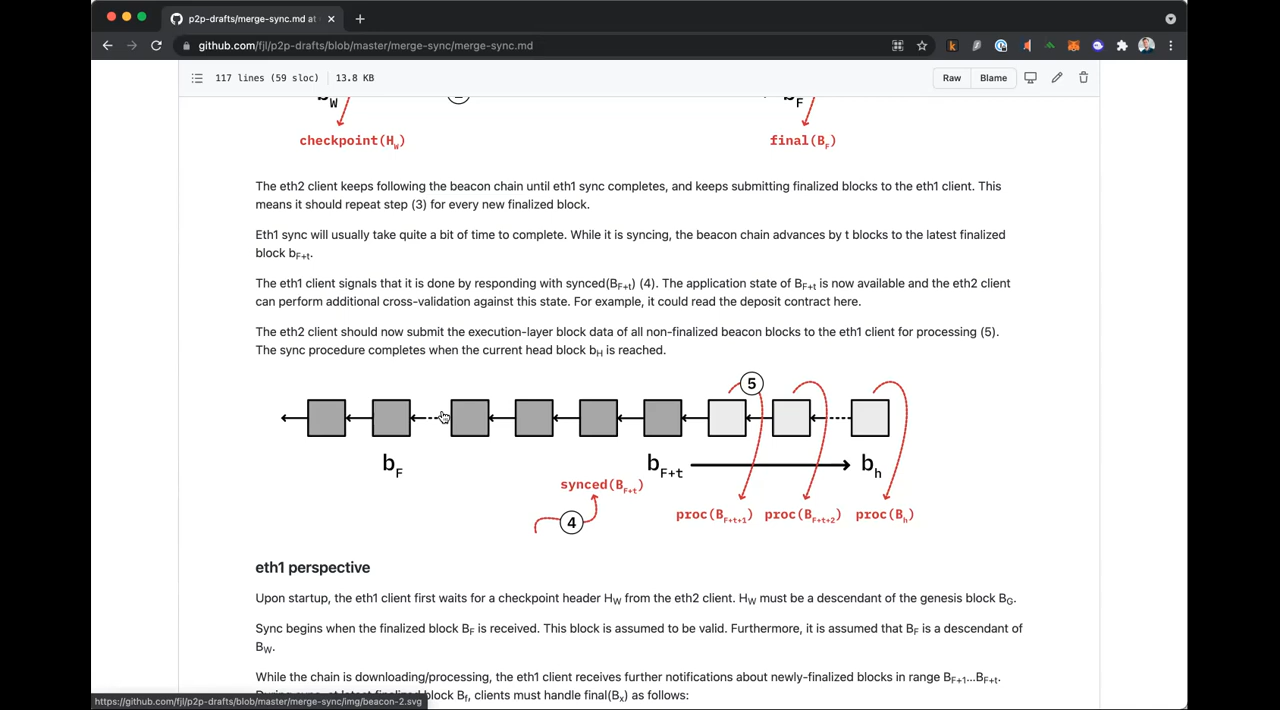 p2p-drafts/merge-sync.md at
github.com/fjl/p2p-drafts/blob/master/merge-sync/merge-sync.md
117 lines (59 sloc) 13.8 KB
Raw Blame
b_W b_F
checkpoint(H_W) final(B_F)
The eth2 client keeps following the beacon chain until eth1 sync completes, and keeps submitting finalized blocks to the eth1 client. This
means it should repeat step (3) for every new finalized block.
Eth1 sync will usually take quite a bit of time to complete. While it is syncing, the beacon chain advances by t blocks to the latest finalized
block b_F+t.
The eth1 client signals that it is done by responding with synced(B_F+t) (4). The application state of B_F+t is now available and the eth2 client
can perform additional cross-validation against this state. For example, it could read the deposit contract here.
The eth2 client should now submit the execution-layer block data of all non-finalized beacon blocks to the eth1 client for processing (5).
The sync procedure completes when the current head block b_H is reached.
5
b_F b_F+t b_h
synced(B_F+t)
4
proc(B_F+t+1) proc(B_F+t+2) proc(B_h)
eth1 perspective
Upon startup, the eth1 client first waits for a checkpoint header H_W from the eth2 client. H_W must be a descendant of the genesis block B_G.
Sync begins when the finalized block B_F is received. This block is assumed to be valid. Furthermore, it is assumed that B_F is a descendant of
B_W.
While the chain is downloading/processing, the eth1 client receives further notifications about newly-finalized blocks in range B_F+1...B_F+t.
block B_f, clients must handle final(B_x) as follows:
https://github.com/fjl/p2p-drafts/blob/master/merge-sync/img/beacon-2.svg